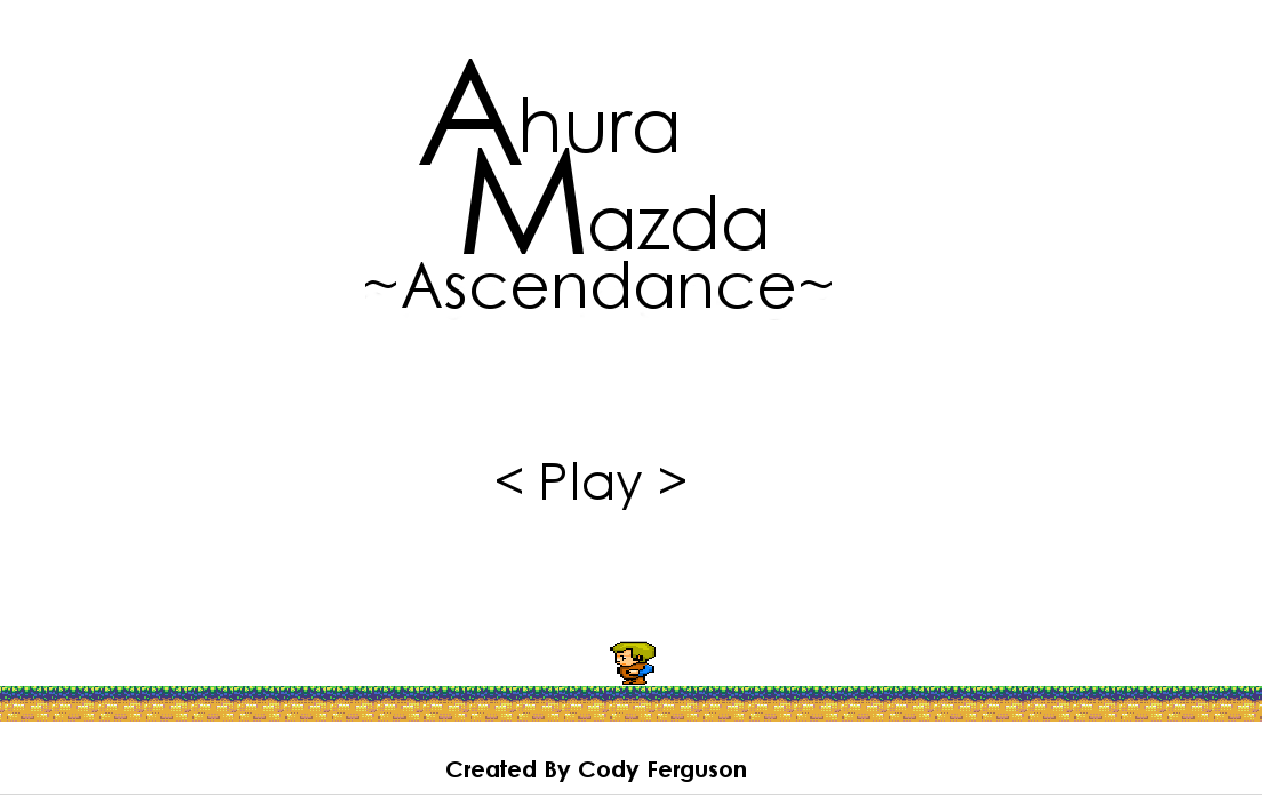 Ahura
Mazda
~Ascendance~
< Play >
Created By Cody Ferguson